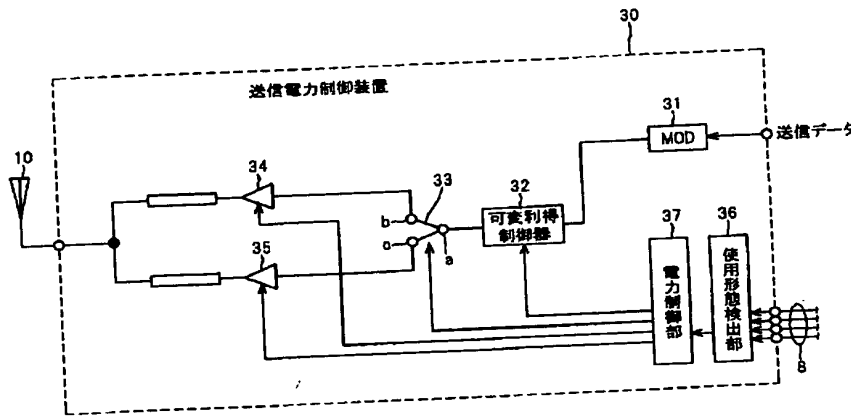 30
送信電力制御装置
31
MOD
送信データ
10
34
33
32
可変利得
制御器
37
36
b
35
a
電力制御部
使用形態検出部
8